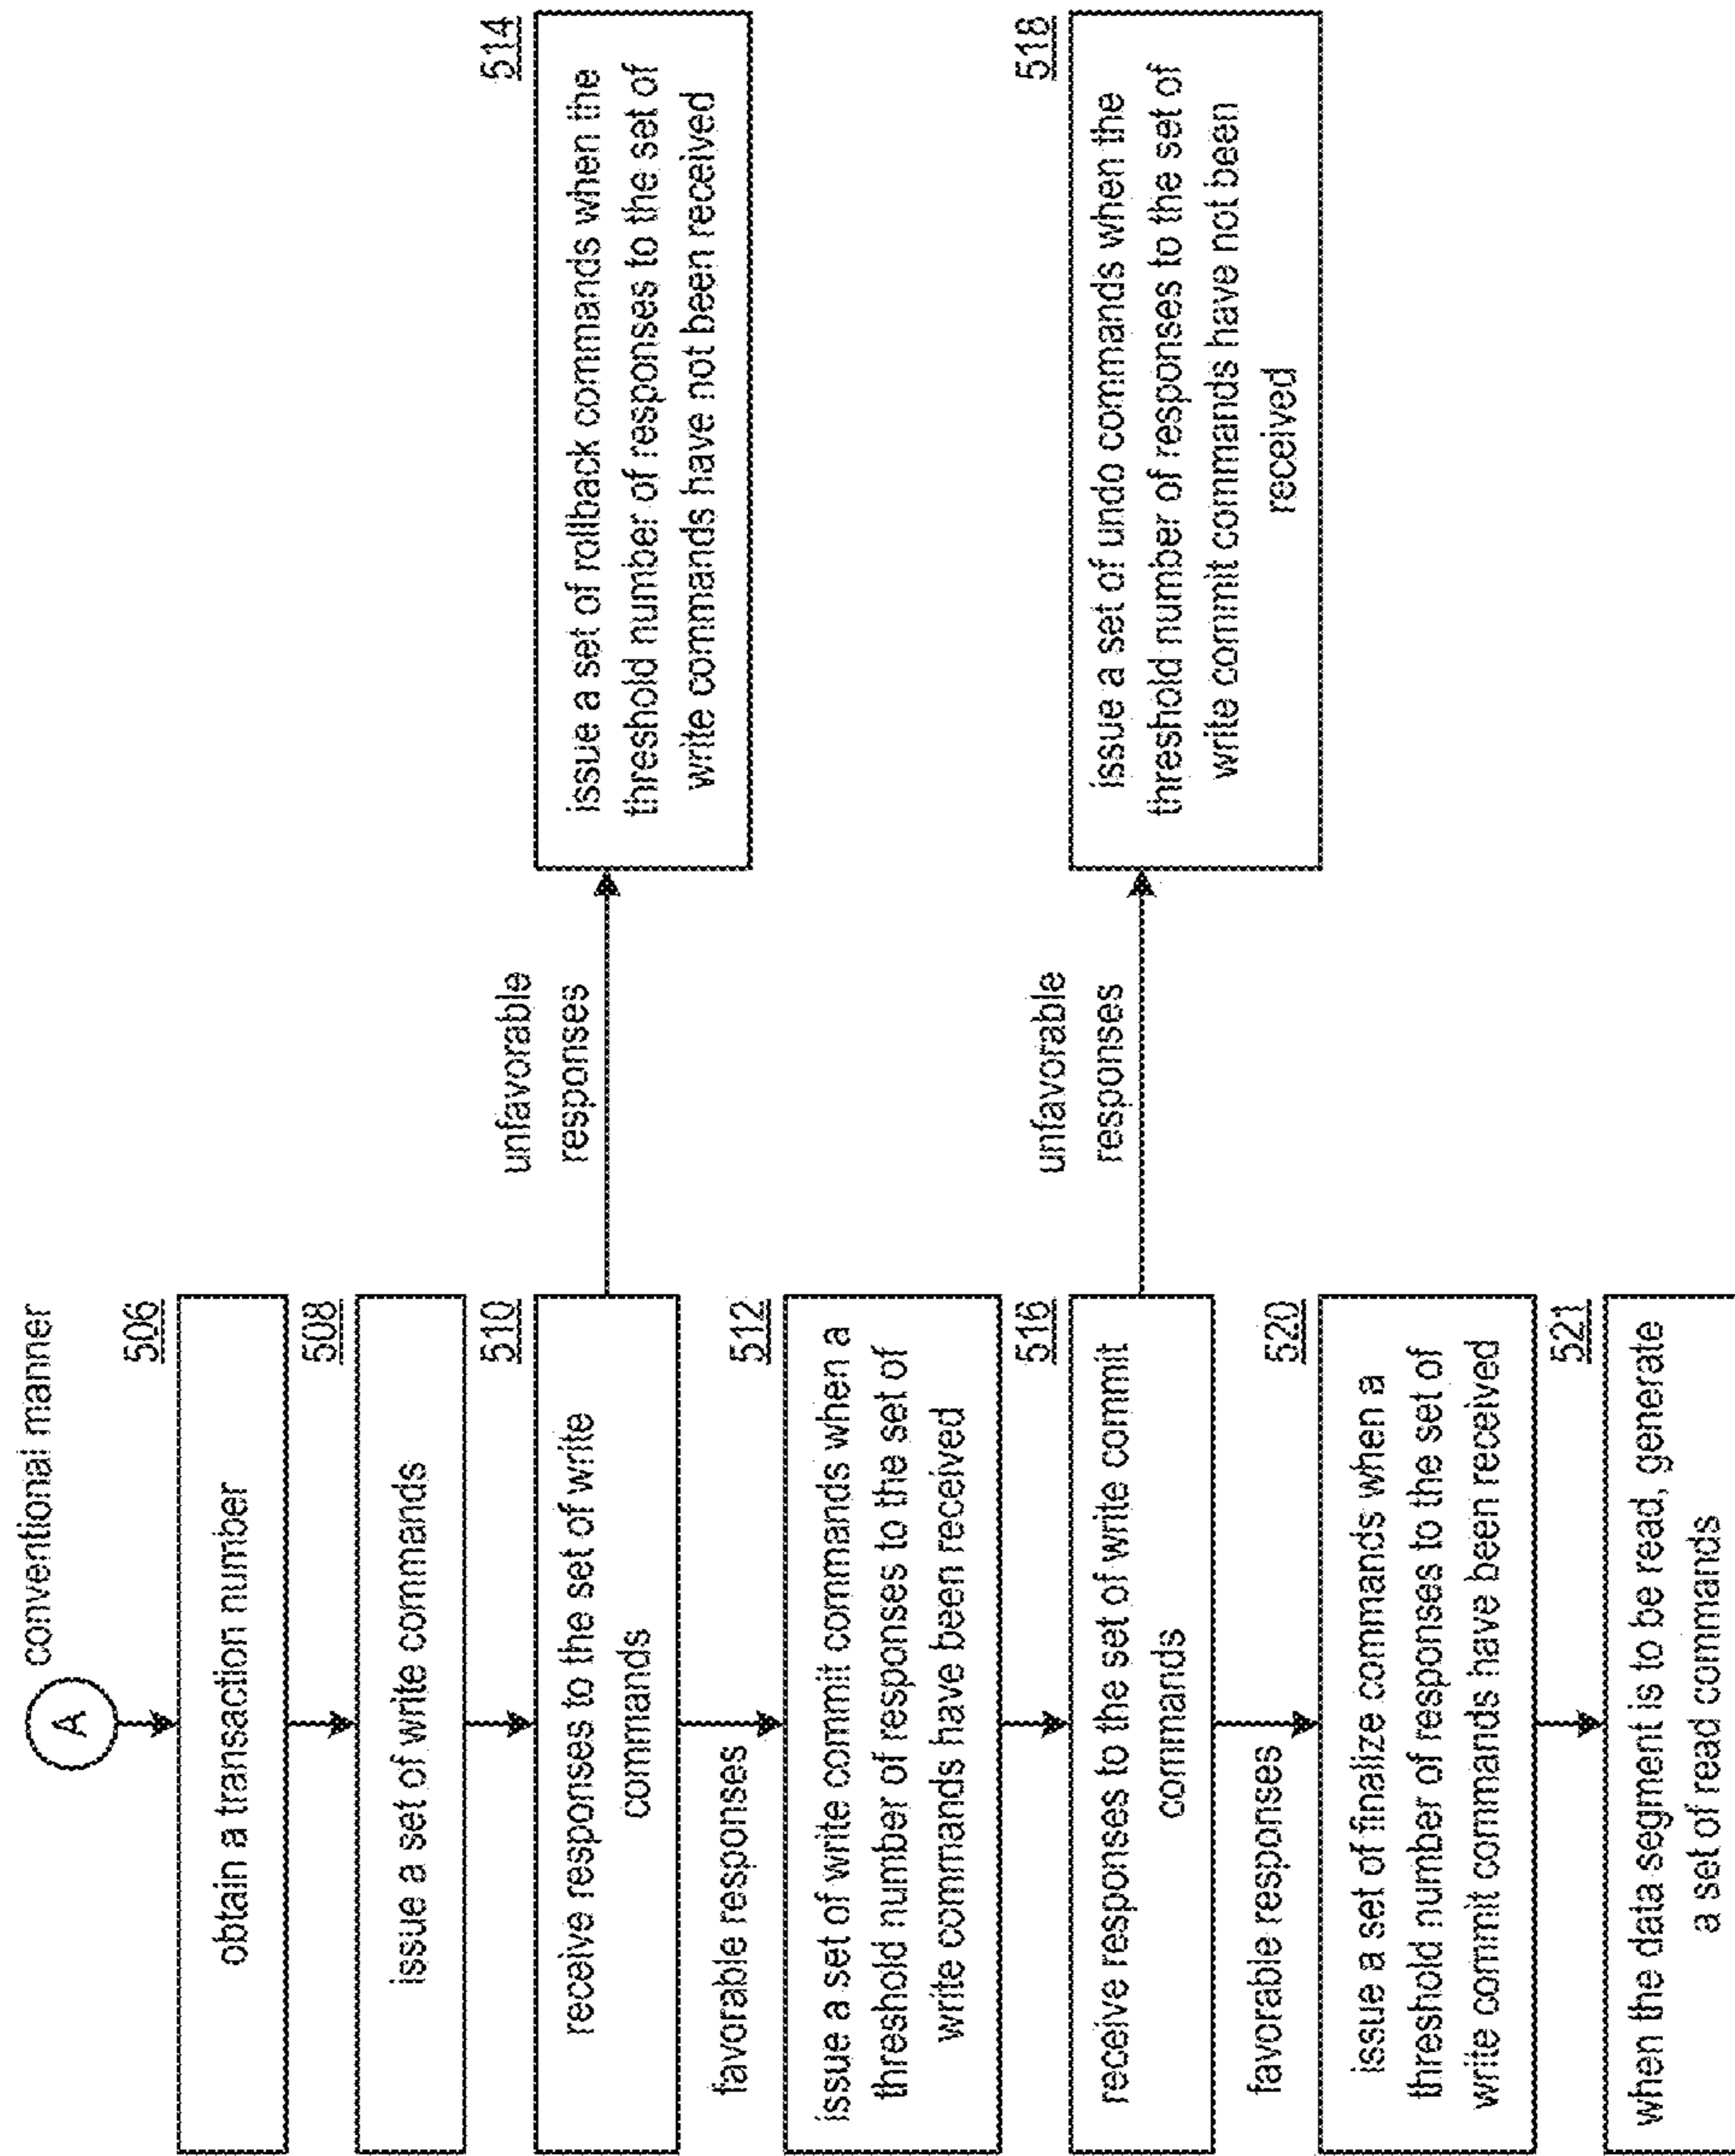 conventional manner
A
506
obtain a transaction number
508
issue a set of write commands
510
receive responses to the set of write
commands
unfavorable
responses
514
issue a set of rollback commands when the
threshold number of responses to the set of
write commands have not been received
favorable responses
512
issue a set of write commit commands when a
threshold number of responses to the set of
write commands have been received
516
receive responses to the set of write commit
commands
unfavorable
responses
518
issue a set of undo commands when the
threshold number of responses to the set of
write commit commands have not been
received
favorable responses
520
issue a set of finalize commands when a
threshold number of responses to the set of
write commit commands have been received
521
when the data segment is to be read, generate
a set of read commands